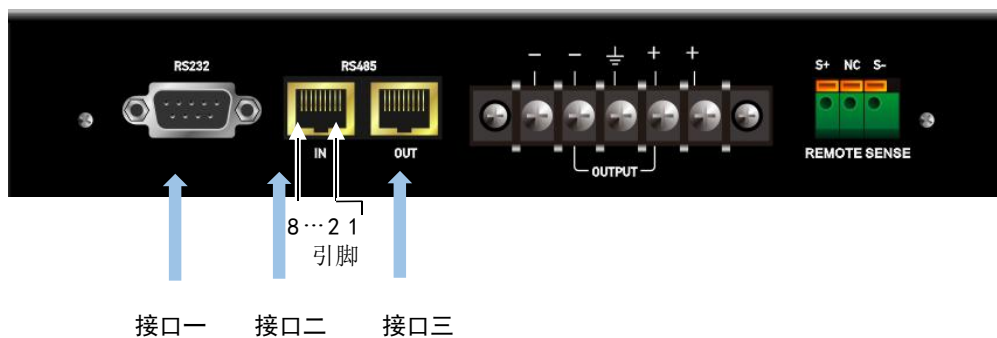 RS232
RS485
− − ⏚ + +
S+ NC S-
IN
OUT
OUTPUT
REMOTE SENSE
8…2 1
引脚
接口一
接口二
接口三